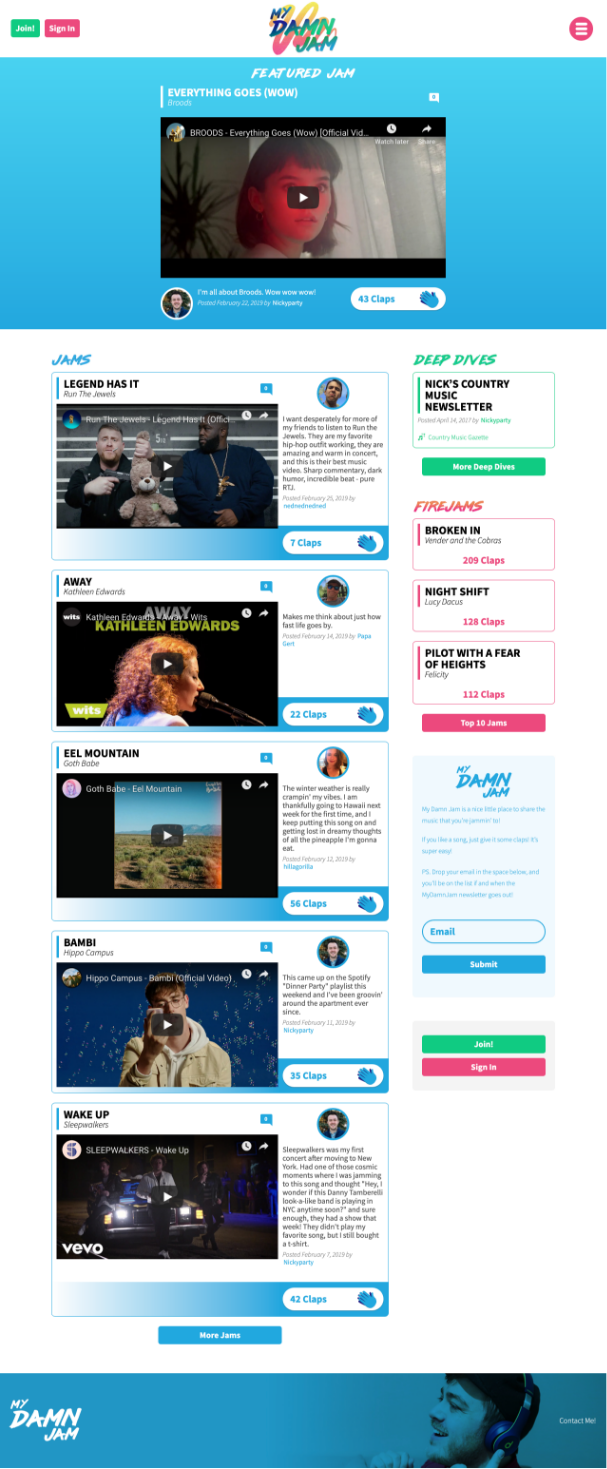 Join!
Sign In
MY
DAMN
JAM
FEATURED JAM
EVERYTHING GOES (WOW)
Broods
0
BROODS - Everything Goes (Wow) [Official Vid...
Watch later
Share
I'm all about Broods. Wow wow wow!
Posted February 22, 2019 by Nickyparty
43 Claps
JAMS
LEGEND HAS IT
Run The Jewels
0
Run The Jewels - Legend Has It (Offici...
I want desperately for more of
my friends to listen to Run the
Jewels. They are my favorite
hip-hop outfit working, they are
amazing and warm in concert,
and this is their best music
video. Sharp commentary, dark
humor, incredible beat - pure
RTJ.
Posted February 25, 2019 by
nednednedned
7 Claps
AWAY
Kathleen Edwards
0
wits
Kathleen Edwards - Away - Wits
AWAY
KATHLEEN EDWARDS
wits
Makes me think about just how
fast life goes by.
Posted February 14, 2019 by Papa
Gert
22 Claps
EEL MOUNTAIN
Goth Babe
0
Goth Babe - Eel Mountain
The winter weather is really
crampin' my vibes. I am
thankfully going to Hawaii next
week for the first time, and I
keep putting this song on and
getting lost in dreamy thoughts
of all the pineapple I'm gonna
eat.
Posted February 12, 2019 by
hillagorilla
56 Claps
BAMBI
Hippo Campus
0
Hippo Campus - Bambi (Official Video)
This came up on the Spotify
"Dinner Party" playlist this
weekend and I've been groovin'
around the apartment ever
since.
Posted February 11, 2019 by
Nickyparty
35 Claps
WAKE UP
Sleepwalkers
0
SLEEPWALKERS - Wake Up
vevo
Sleepwalkers was my first
concert after moving to New
York. Had one of those cosmic
moments where I was jamming
to this song and thought "Hey, I
wonder if this Danny Tamberelli
look-a-like band is playing in
NYC anytime soon?" and sure
enough, they had a show that
week! They didn't play my
favorite song, but I still bought
a t-shirt.
Posted February 7, 2019 by
Nickyparty
42 Claps
More Jams
DEEP DIVES
NICK'S COUNTRY
MUSIC
NEWSLETTER
Posted April 14, 2017 by Nickyparty
Country Music Gazette
More Deep Dives
FIREJAMS
BROKEN IN
Vender and the Cobras
209 Claps
NIGHT SHIFT
Lucy Dacus
128 Claps
PILOT WITH A FEAR
OF HEIGHTS
Felicity
112 Claps
Top 10 Jams
MY
DAMN
JAM
My Damn Jam is a nice little place to share the
music that you're jammin' to!
If you like a song, just give it some claps! It's
super easy!
PS. Drop your email in the space below, and
you'll be on the list if and when the
MyDamnJam newsletter goes out!
Email
Submit
Join!
Sign In
MY
DAMN
JAM
Contact Me!